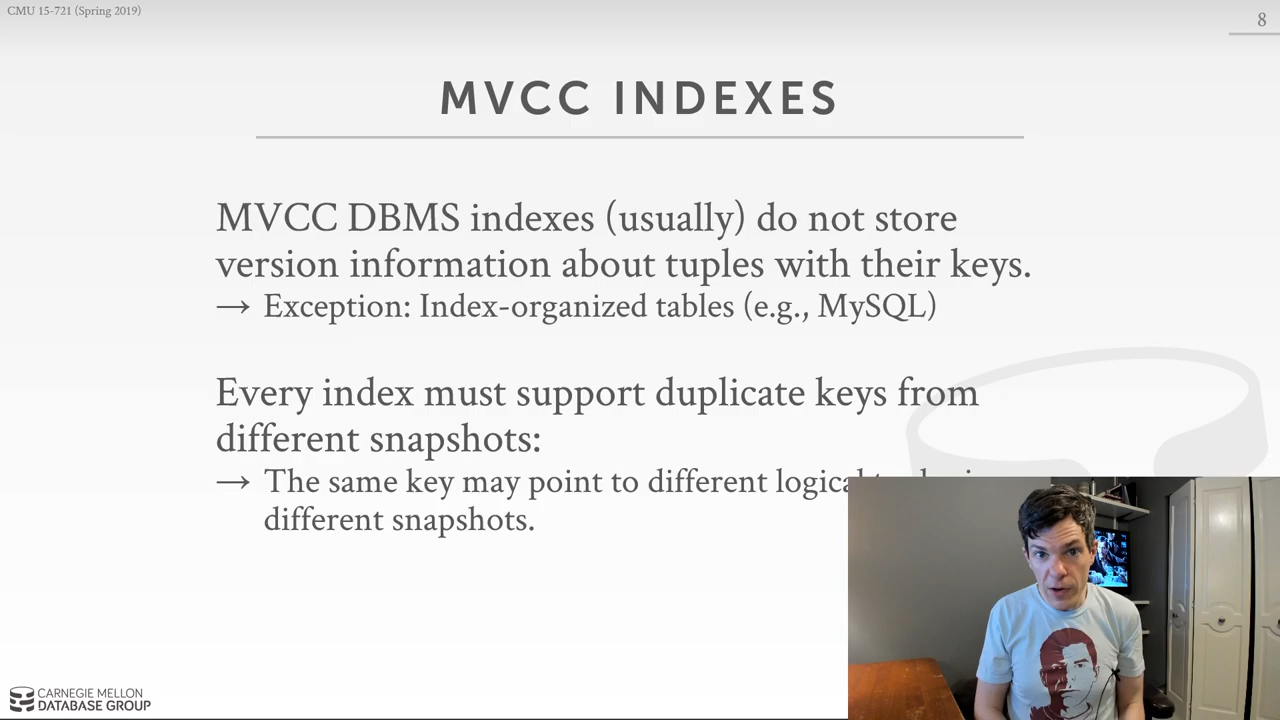 CMU 15-721 (Spring 2019)
8
MVCC INDEXES
MVCC DBMS indexes (usually) do not store
version information about tuples with their keys.
→ Exception: Index-organized tables (e.g., MySQL)
Every index must support duplicate keys from
different snapshots:
→ The same key may point to different logical
different snapshots.
CARNEGIE MELLON
DATABASE GROUP